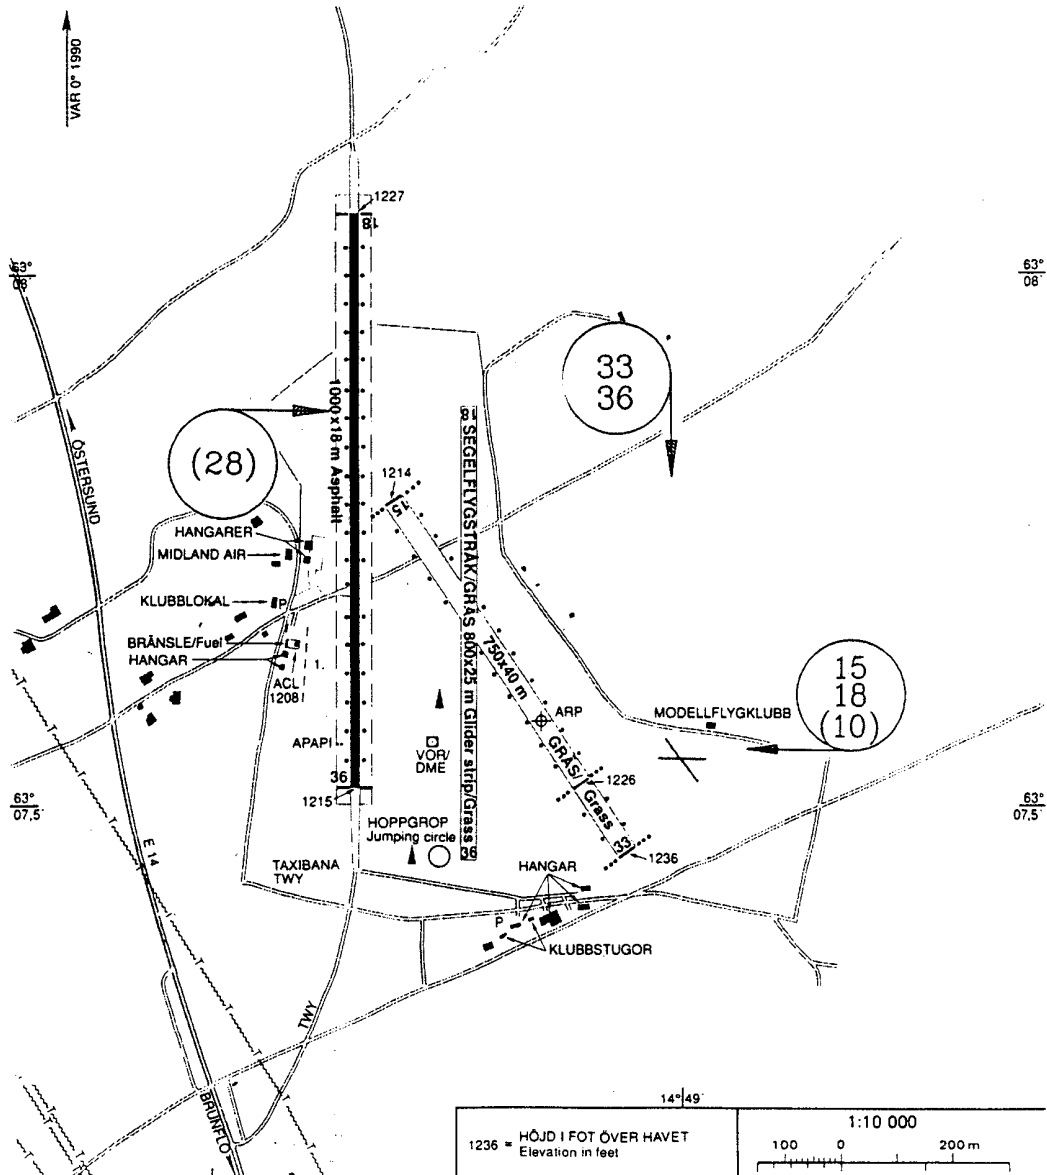 VAR 0° 1990
1227
18
63°
08'
63°
08'
33
36
1000x18 m Asphalt
18 SEGELFLYGSTRÅK/GRÄS 800x25 m Glider strip/Grass 36
(28)
ÖSTERSUND
1214
15
HANGARER
MIDLAND AIR
KLUBBLOKAL
P
BRÄNSLE/Fuel
HANGAR
1.
ACL
1208
750x40 m
GRÄS/
Grass
15
18
(10)
ARP
MODELLFLYGKLUBB
APAPI
VOR/
DME
36
1226
63°
07,5'
1215
63°
07,5'
HOPPGROP
Jumping circle
33
1236
E 14
TAXIBANA
TWY
HANGAR
P
KLUBBSTUGOR
TWY
BRUNFLO
14°49'
1236 = HÖJD I FOT ÖVER HAVET
Elevation in feet
1:10 000
100 0 200 m